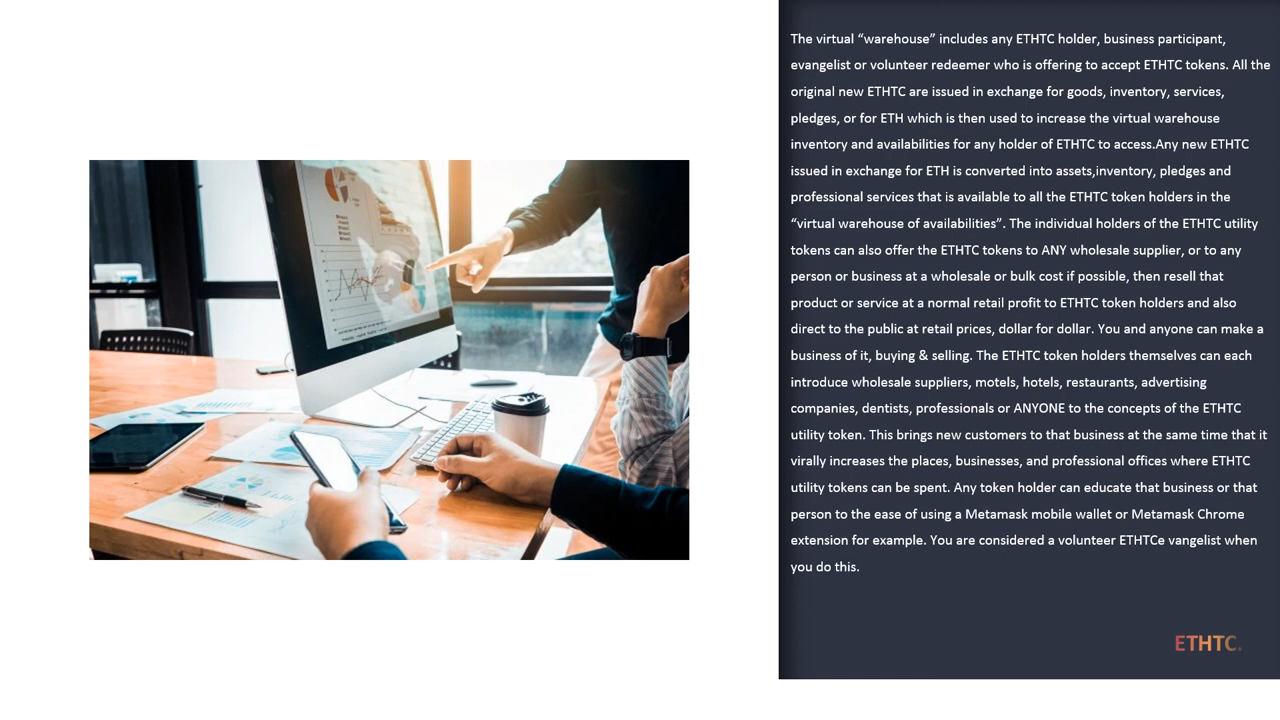 The virtual “warehouse” includes any ETHTC holder, business participant,
evangelist or volunteer redeemer who is offering to accept ETHTC tokens. All the
original new ETHTC are issued in exchange for goods, inventory, services,
pledges, or for ETH which is then used to increase the virtual warehouse
inventory and availabilities for any holder of ETHTC to access.Any new ETHTC
issued in exchange for ETH is converted into assets,inventory, pledges and
professional services that is available to all the ETHTC token holders in the
“virtual warehouse of availabilities”. The individual holders of the ETHTC utility
tokens can also offer the ETHTC tokens to ANY wholesale supplier, or to any
person or business at a wholesale or bulk cost if possible, then resell that
product or service at a normal retail profit to ETHTC token holders and also
direct to the public at retail prices, dollar for dollar. You and anyone can make a
business of it, buying & selling. The ETHTC token holders themselves can each
introduce wholesale suppliers, motels, hotels, restaurants, advertising
companies, dentists, professionals or ANYONE to the concepts of the ETHTC
utility token. This brings new customers to that business at the same time that it
virally increases the places, businesses, and professional offices where ETHTC
utility tokens can be spent. Any token holder can educate that business or that
person to the ease of using a Metamask mobile wallet or Metamask Chrome
extension for example. You are considered a volunteer ETHTCe vangelist when
you do this.
ETHTC